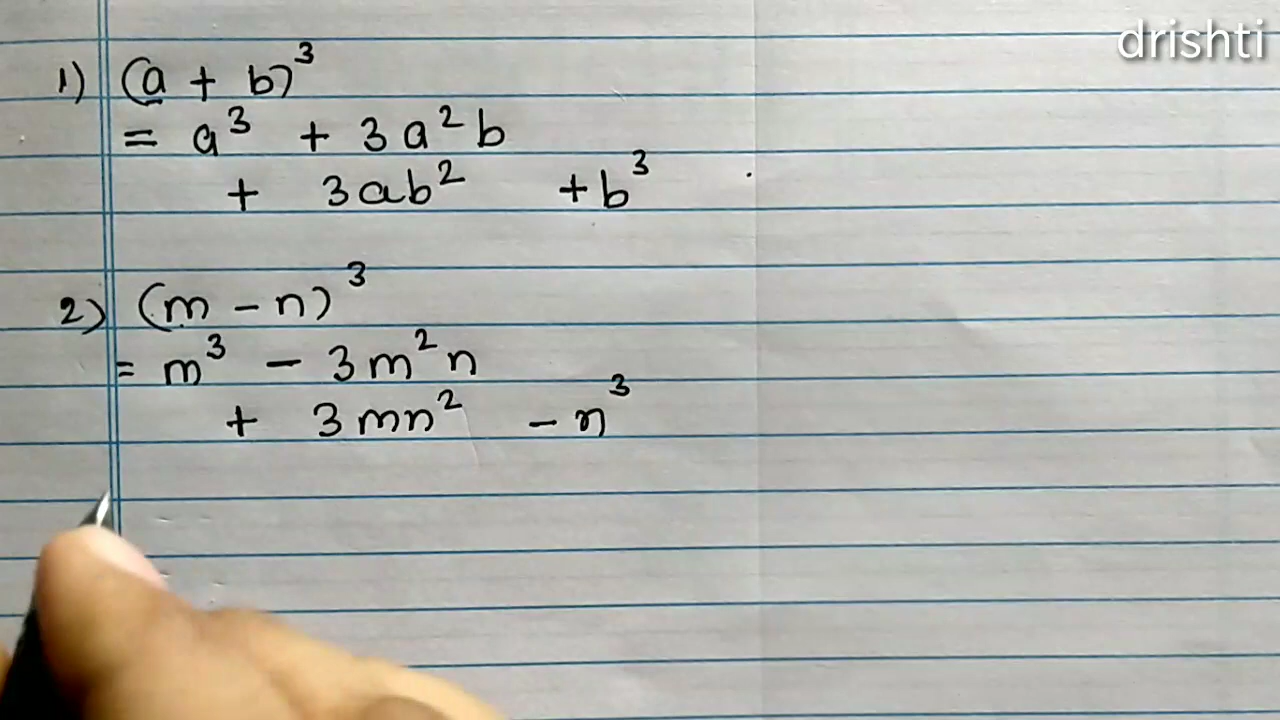 drishti
1) (a + b)³
= a³ + 3a²b
+ 3ab² + b³
2) (m - n)³
= m³ - 3m²n
+ 3mn² - n³